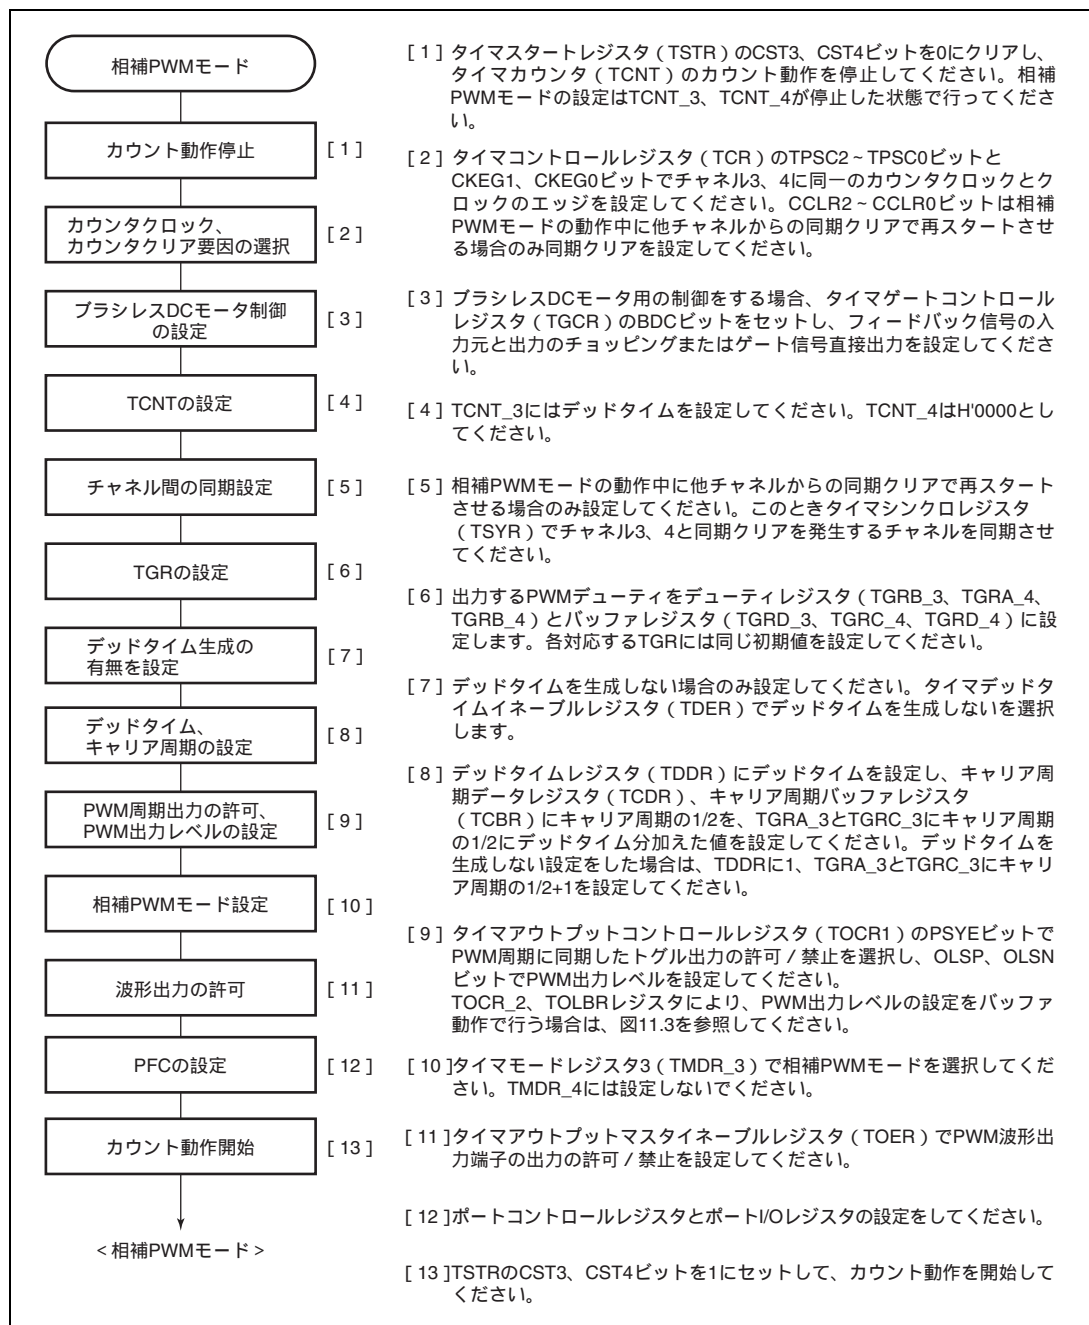 相補PWMモード
カウント動作停止
[ 1 ]
カウンタクロック、
カウンタクリア要因の選択
[ 2 ]
ブラシレスDCモータ制御
の設定
[ 3 ]
TCNTの設定
[ 4 ]
チャネル間の同期設定
[ 5 ]
TGRの設定
[ 6 ]
デッドタイム生成の
有無を設定
[ 7 ]
デッドタイム、
キャリア周期の設定
[ 8 ]
PWM周期出力の許可、
PWM出力レベルの設定
[ 9 ]
相補PWMモード設定
[ 10 ]
波形出力の許可
[ 11 ]
PFCの設定
[ 12 ]
カウント動作開始
[ 13 ]
< 相補PWMモード >
[ 1 ] タイマスタートレジスタ（TSTR）のCST3、CST4ビットを0にクリアし、
タイマカウンタ（TCNT）のカウント動作を停止してください。相補
PWMモードの設定はTCNT_3、TCNT_4が停止した状態で行ってくださ
い。
[ 2 ] タイマコントロールレジスタ（TCR）のTPSC2～TPSC0ビットと
CKEG1、CKEG0ビットでチャネル3、4に同一のカウンタクロックとク
ロックのエッジを設定してください。CCLR2～CCLR0ビットは相補
PWMモードの動作中に他チャネルからの同期クリアで再スタートさせ
る場合のみ同期クリアを設定してください。
[ 3 ] ブラシレスDCモータ用の制御をする場合、タイマゲートコントロール
レジスタ（TGCR）のBDCビットをセットし、フィードバック信号の入
力元と出力のチョッピングまたはゲート信号直接出力を設定してくださ
い。
[ 4 ] TCNT_3にはデッドタイムを設定してください。TCNT_4はH'0000とし
てください。
[ 5 ] 相補PWMモードの動作中に他チャネルからの同期クリアで再スタート
させる場合のみ設定してください。このときタイマシンクロレジスタ
（TSYR）でチャネル3、4と同期クリアを発生するチャネルを同期させ
てください。
[ 6 ] 出力するPWMデューティをデューティレジスタ（TGRB_3、TGRA_4、
TGRB_4）とバッファレジスタ（TGRD_3、TGRC_4、TGRD_4）に設
定します。各対応するTGRには同じ初期値を設定してください。
[ 7 ] デッドタイムを生成しない場合のみ設定してください。タイマデッドタ
イムイネーブルレジスタ（TDER）でデッドタイムを生成しないを選択
します。
[ 8 ] デッドタイムレジスタ（TDDR）にデッドタイムを設定し、キャリア周
期データレジスタ（TCDR）、キャリア周期バッファレジスタ
（TCBR）にキャリア周期の1/2を、TGRA_3とTGRC_3にキャリア周期
の1/2にデッドタイム分加えた値を設定してください。デッドタイムを
生成しない設定をした場合は、TDDRに1、TGRA_3とTGRC_3にキャリ
ア周期の1/2+1を設定してください。
[ 9 ] タイマアウトプットコントロールレジスタ（TOCR1）のPSYEビットで
PWM周期に同期したトグル出力の許可 / 禁止を選択し、OLSP、OLSN
ビットでPWM出力レベルを設定してください。
TOCR_2、TOLBRレジスタにより、PWM出力レベルの設定をバッファ
動作で行う場合は、図11.3を参照してください。
[ 10 ]タイマモードレジスタ3（TMDR_3）で相補PWMモードを選択してくだ
さい。TMDR_4には設定しないでください。
[ 11 ]タイマアウトプットマスタイネーブルレジスタ（TOER）でPWM波形出
力端子の出力の許可 / 禁止を設定してください。
[ 12 ]ポートコントロールレジスタとポートI/Oレジスタの設定をしてください。
[ 13 ]TSTRのCST3、CST4ビットを1にセットして、カウント動作を開始して
ください。